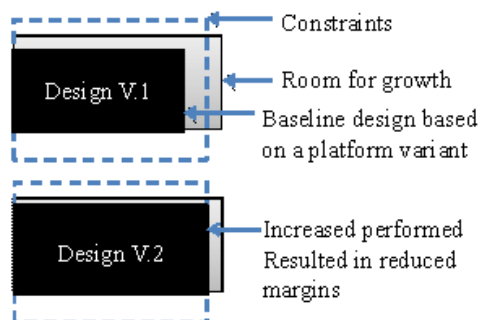 Constraints
Design V.1
Room for growth
Baseline design based
on a platform variant
Design V.2
Increased performed
Resulted in reduced
margins